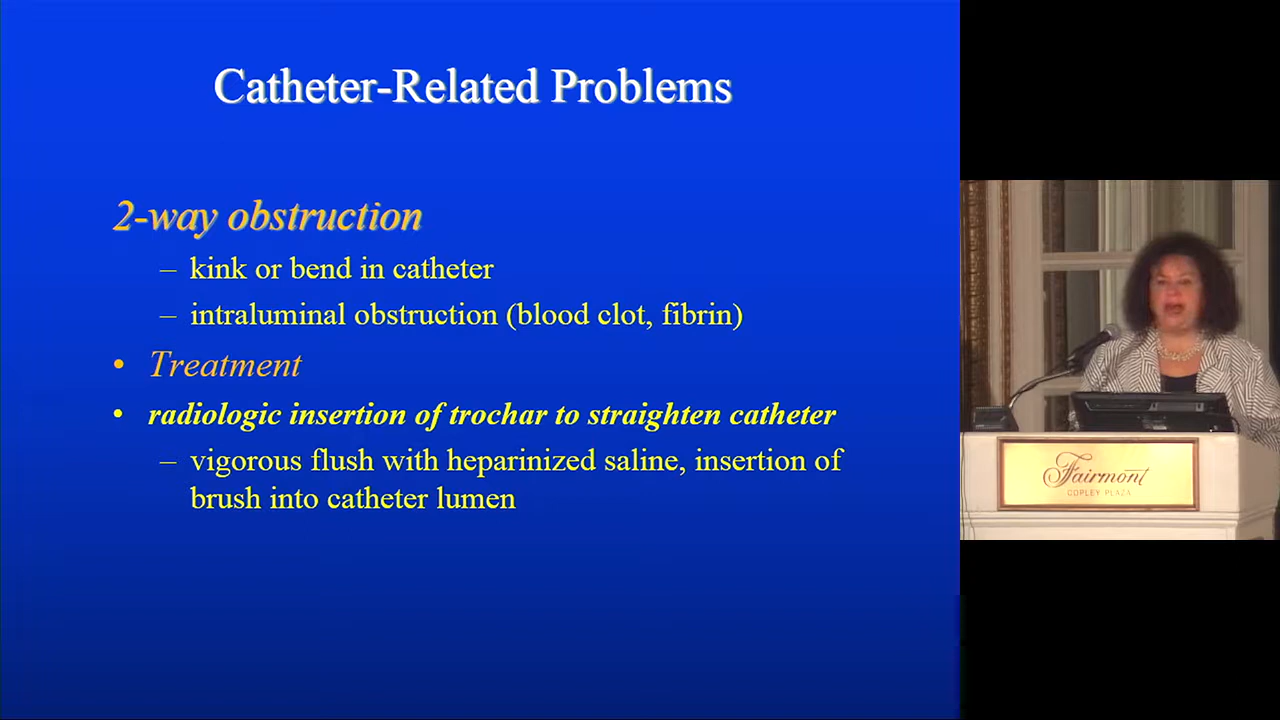 Catheter-Related Problems
2-way obstruction
– kink or bend in catheter
– intraluminal obstruction (blood clot, fibrin)
• Treatment
• radiologic insertion of trochar to straighten catheter
– vigorous flush with heparinized saline, insertion of
brush into catheter lumen
Fairmont
COPLEY PLAZA